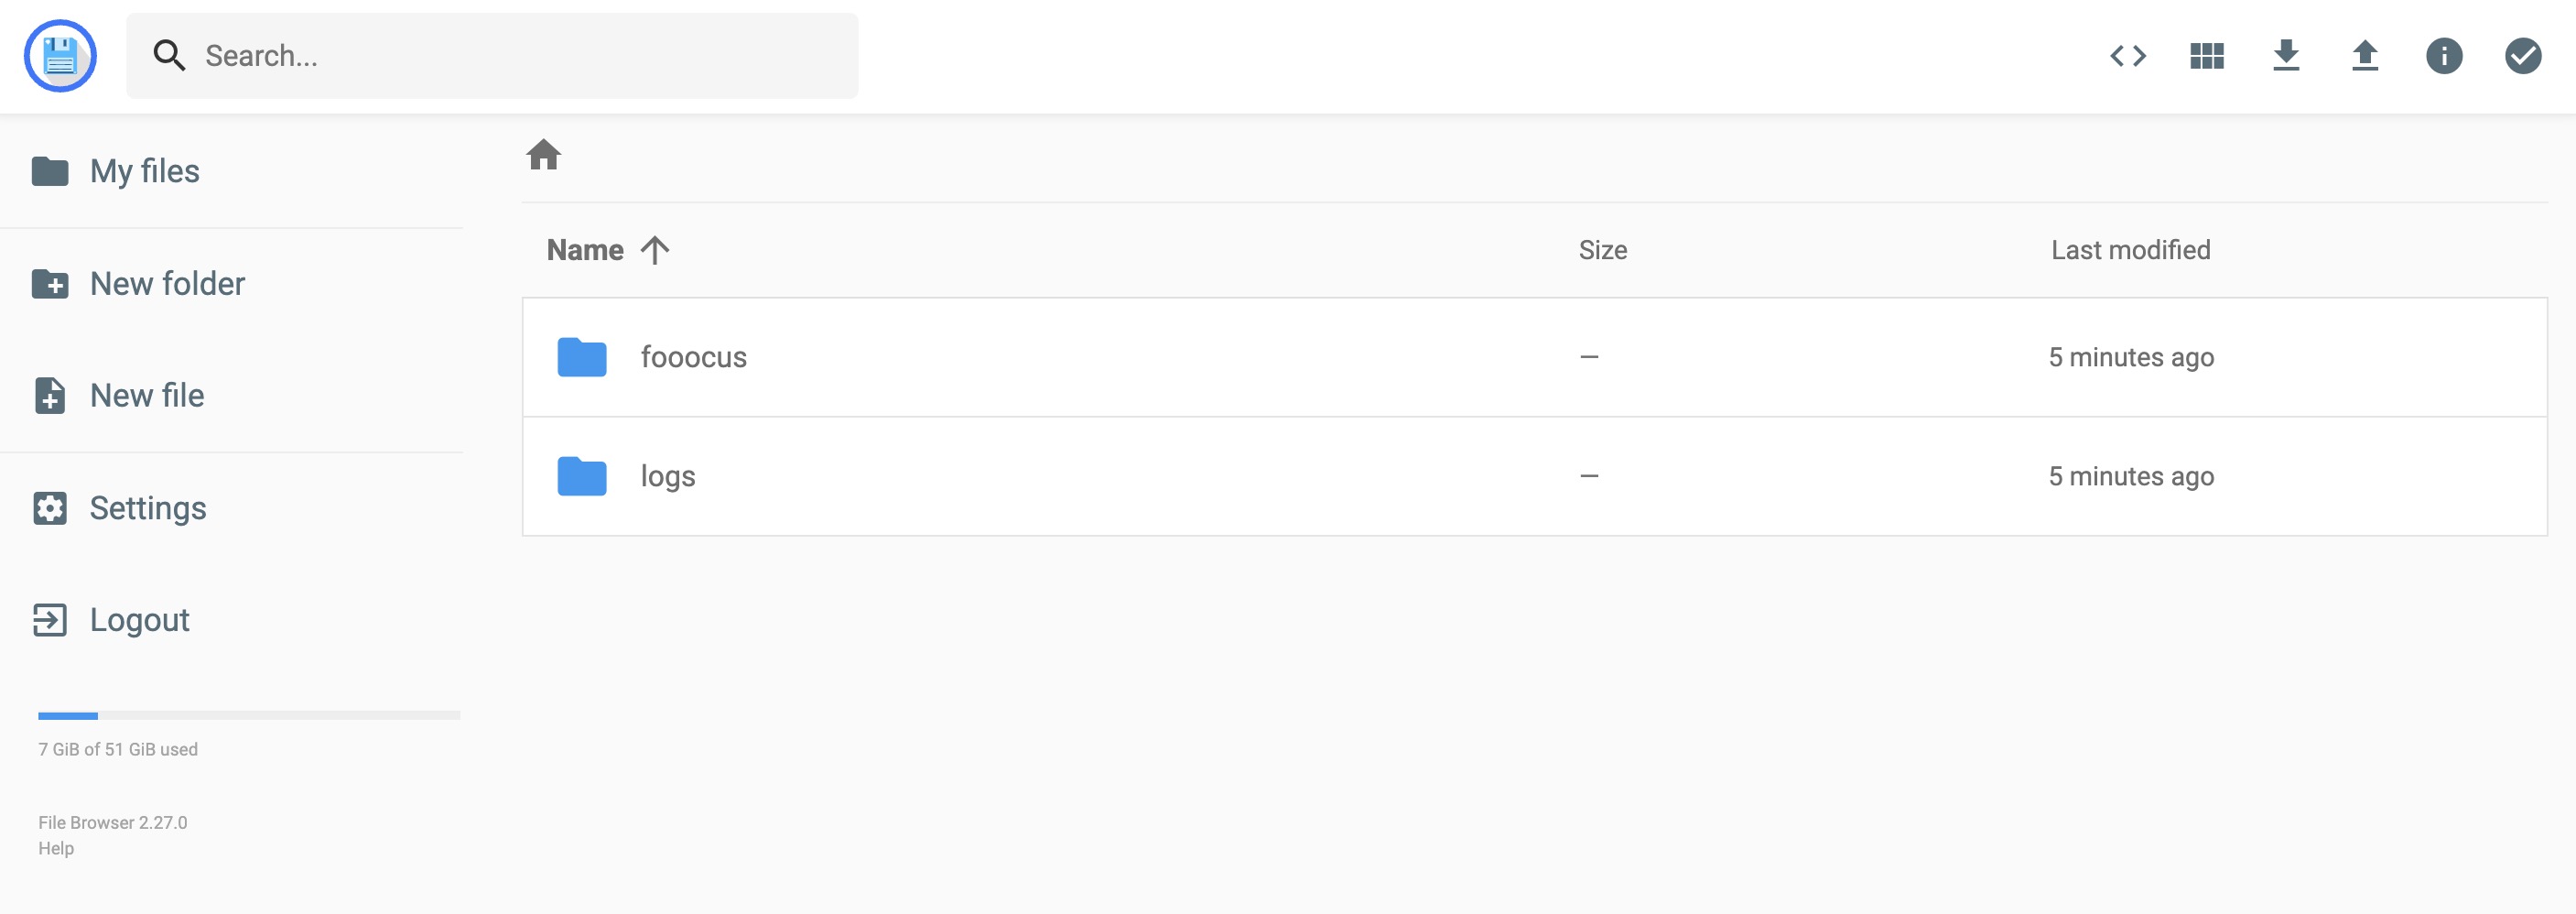 Search...
My files
New folder
New file
Settings
Logout
7 GiB of 51 GiB used
File Browser 2.27.0
Help
Name Size Last modified
fooocus — 5 minutes ago
logs — 5 minutes ago